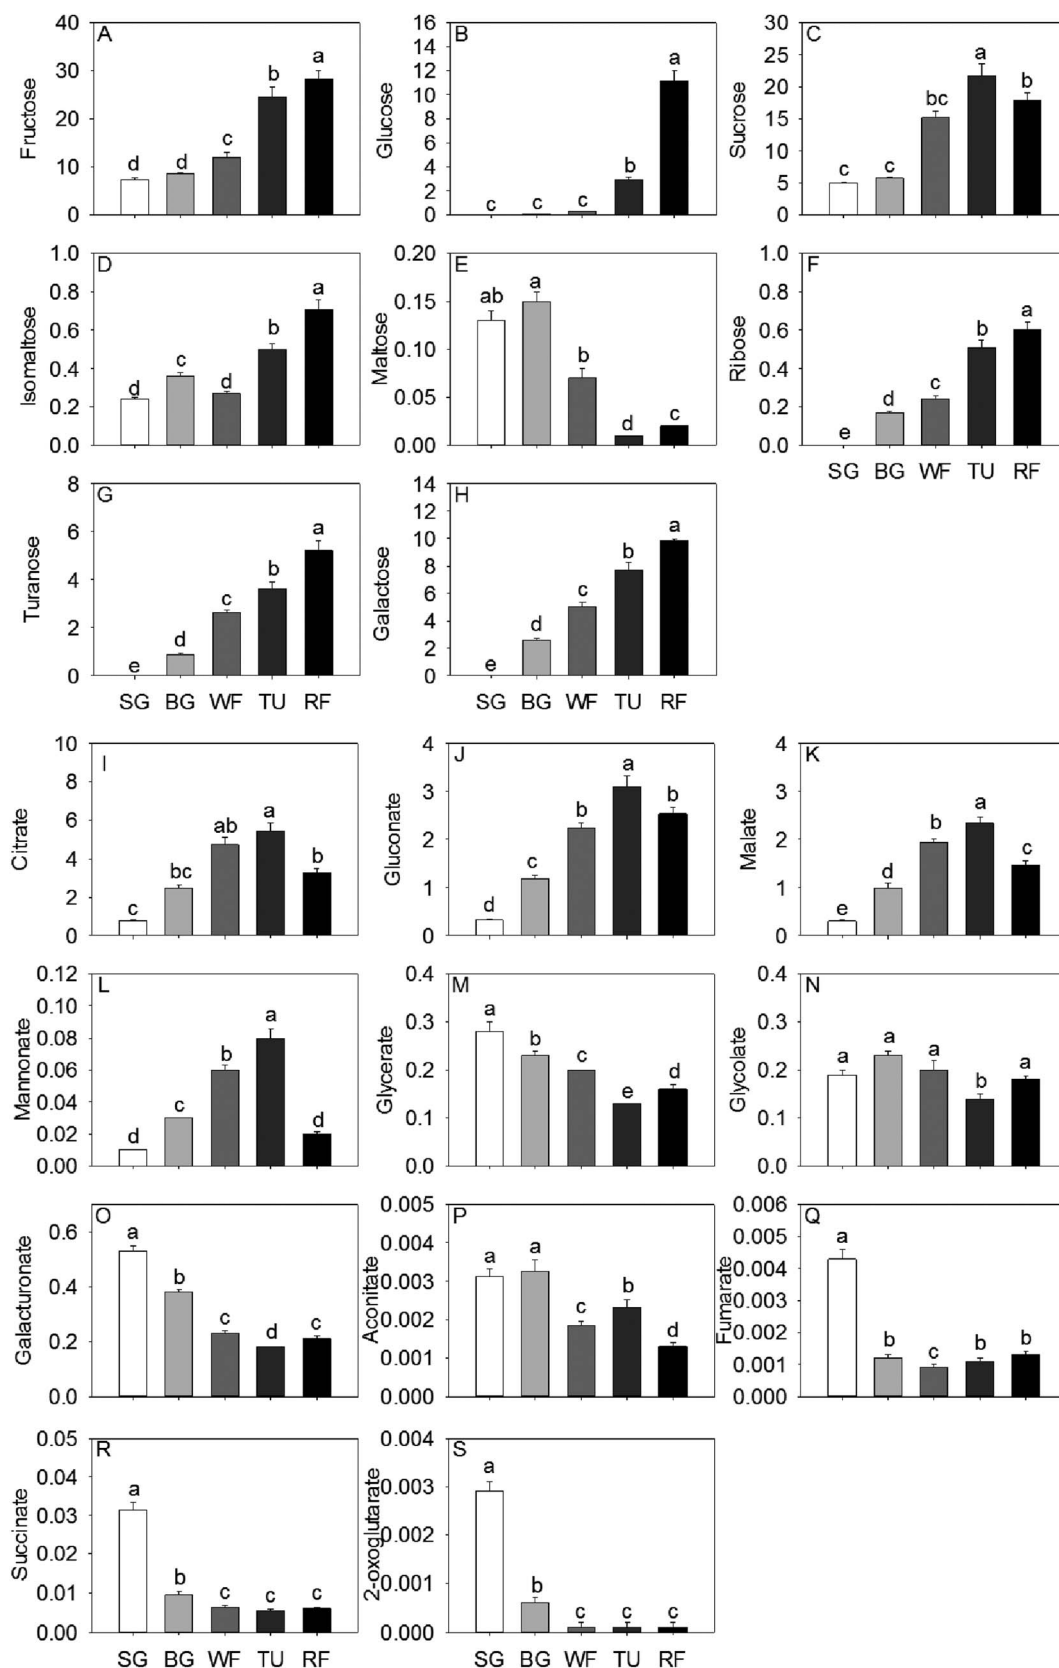 A
Fructose
40
30
20
10
0
d
d
c
b
a
B
Glucose
16
14
12
10
8
6
4
2
0
c
c
c
b
a
C
Sucrose
30
25
20
15
10
5
0
c
c
bc
a
b
D
Isomaltose
1.0
0.8
0.6
0.4
0.2
0.0
d
c
d
b
a
E
Maltose
0.20
0.15
0.10
0.05
0.00
ab
a
b
d
c
F
Ribose
1.0
0.8
0.6
0.4
0.2
0.0
e
d
c
b
a
SG BG WF TU RF
G
Turanose
8
6
4
2
0
e
d
c
b
a
SG BG WF TU RF
H
Galactose
14
12
10
8
6
4
2
0
e
d
c
b
a
SG BG WF TU RF
I
Citrate
10
8
6
4
2
0
c
bc
ab
a
b
J
Gluconate
4
3
2
1
0
d
c
b
a
b
K
Malate
4
3
2
1
0
e
d
b
a
c
L
Mannonate
0.12
0.10
0.08
0.06
0.04
0.02
0.00
d
c
b
a
d
M
Glycerate
0.4
0.3
0.2
0.1
0.0
a
b
c
e
d
N
Glycolate
0.4
0.3
0.2
0.1
0.0
a
a
a
b
a
O
Galacturonate
0.6
0.4
0.2
0.0
a
b
c
d
c
P
Aconitate
0.005
0.004
0.003
0.002
0.001
0.000
a
a
c
b
d
Q
Fumarate
0.006
0.005
0.004
0.003
0.002
0.001
0.000
a
b
c
b
b
R
Succinate
0.05
0.04
0.03
0.02
0.01
0.00
a
b
c
c
c
SG BG WF TU RF
S
2-oxoglutarate
0.004
0.003
0.002
0.001
0.000
a
b
c
c
c
SG BG WF TU RF